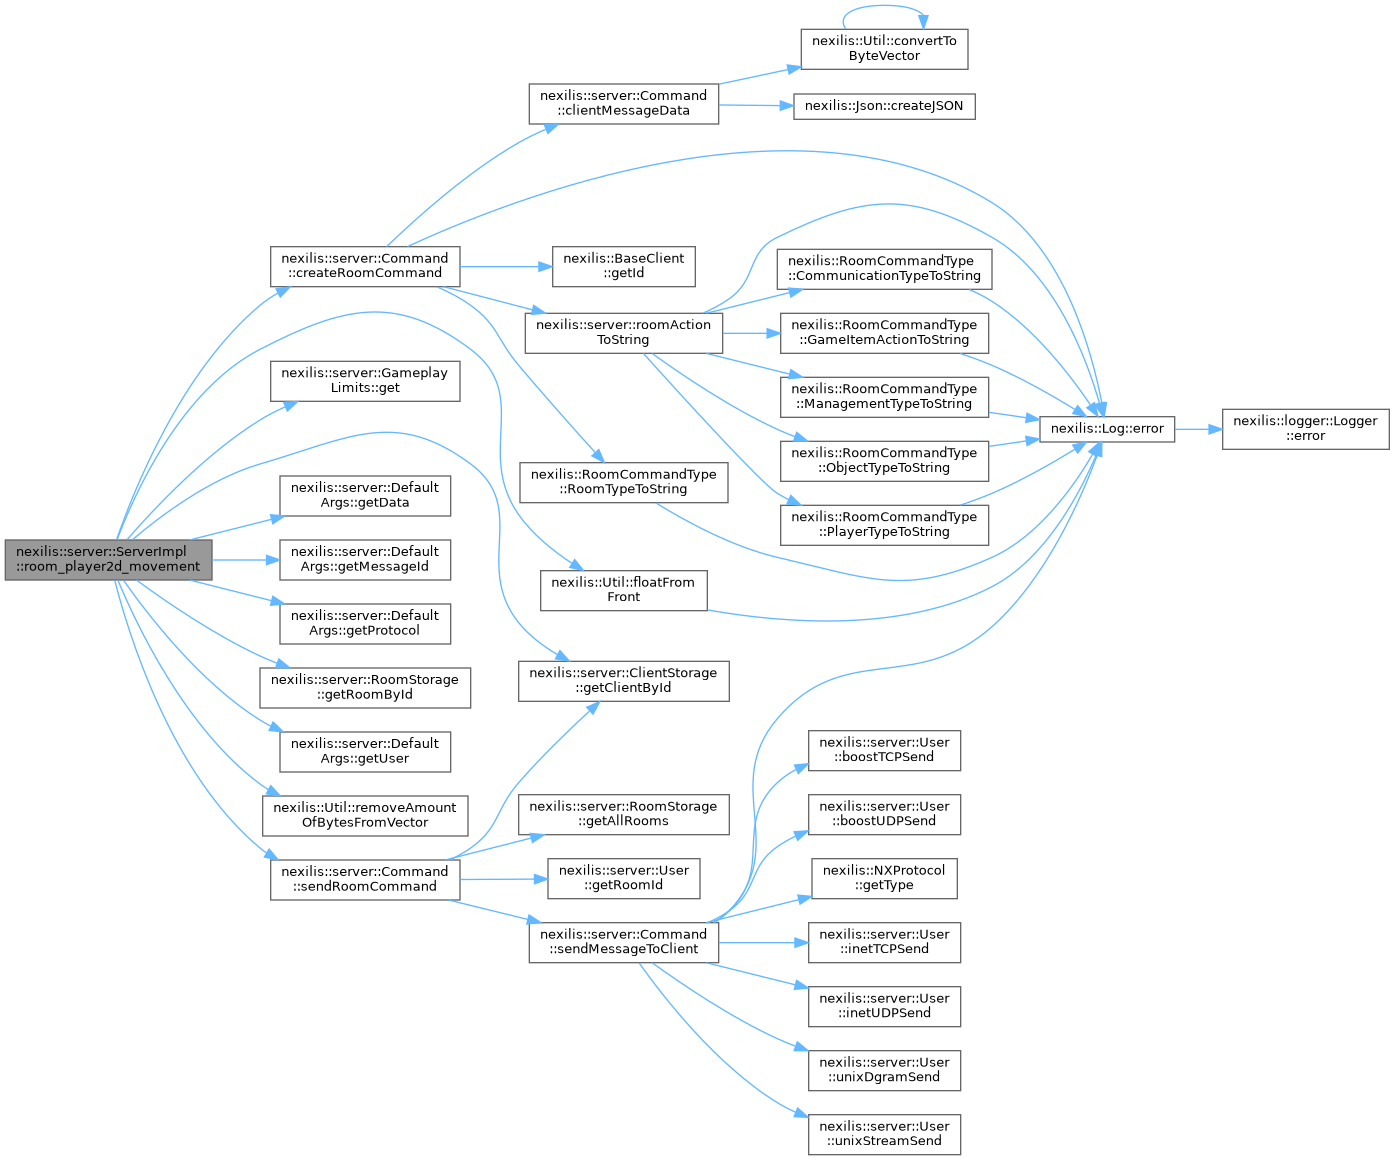 nexilis::server::ServerImpl
::room_player2d_movement
nexilis::server::Command
::createRoomCommand
nexilis::server::Gameplay
Limits::get
nexilis::server::Default
Args::getData
nexilis::server::Default
Args::getMessageId
nexilis::server::Default
Args::getProtocol
nexilis::server::RoomStorage
::getRoomById
nexilis::server::Default
Args::getUser
nexilis::Util::removeAmount
OfBytesFromVector
nexilis::server::Command
::sendRoomCommand
nexilis::server::Command
::clientMessageData
nexilis::BaseClient
::getId
nexilis::server::roomAction
ToString
nexilis::RoomCommandType
::RoomTypeToString
nexilis::Util::floatFrom
Front
nexilis::server::ClientStorage
::getClientById
nexilis::server::RoomStorage
::getAllRooms
nexilis::server::User
::getRoomId
nexilis::server::Command
::sendMessageToClient
nexilis::Util::convertTo
ByteVector
nexilis::Json::createJSON
nexilis::RoomCommandType
::CommunicationTypeToString
nexilis::RoomCommandType
::GameItemActionToString
nexilis::RoomCommandType
::ManagementTypeToString
nexilis::RoomCommandType
::ObjectTypeToString
nexilis::RoomCommandType
::PlayerTypeToString
nexilis::server::User
::boostTCPSend
nexilis::server::User
::boostUDPSend
nexilis::NXProtocol
::getType
nexilis::server::User
::inetTCPSend
nexilis::server::User
::inetUDPSend
nexilis::server::User
::unixDgramSend
nexilis::server::User
::unixStreamSend
nexilis::Log::error
nexilis::logger::Logger
::error